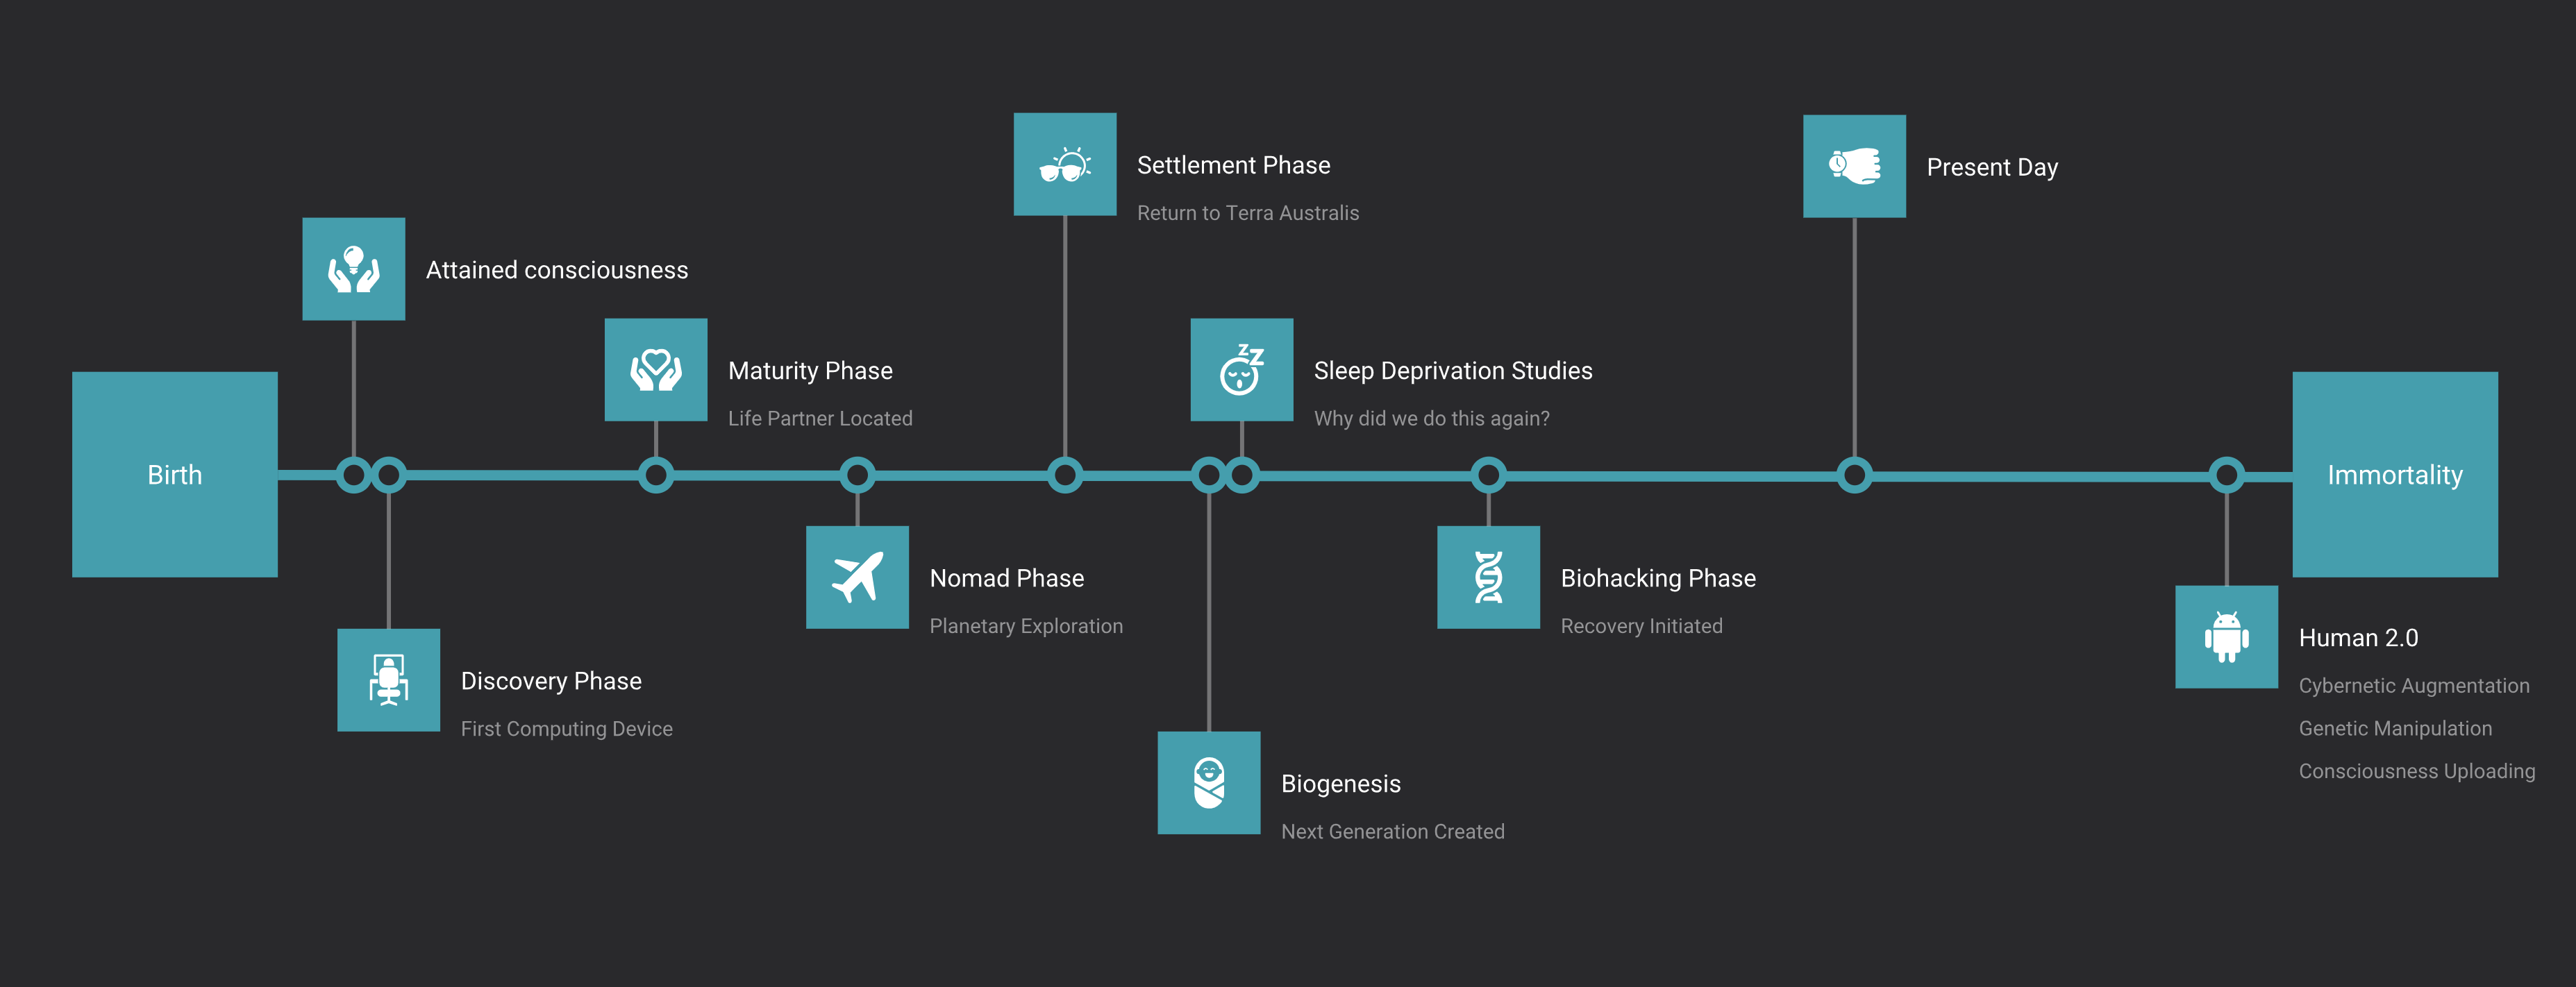 Birth
Attained consciousness
Discovery Phase
First Computing Device
Maturity Phase
Life Partner Located
Nomad Phase
Planetary Exploration
Settlement Phase
Return to Terra Australis
Biogenesis
Next Generation Created
Sleep Deprivation Studies
Why did we do this again?
Biohacking Phase
Recovery Initiated
Present Day
Human 2.0
Cybernetic Augmentation
Genetic Manipulation
Consciousness Uploading
Immortality